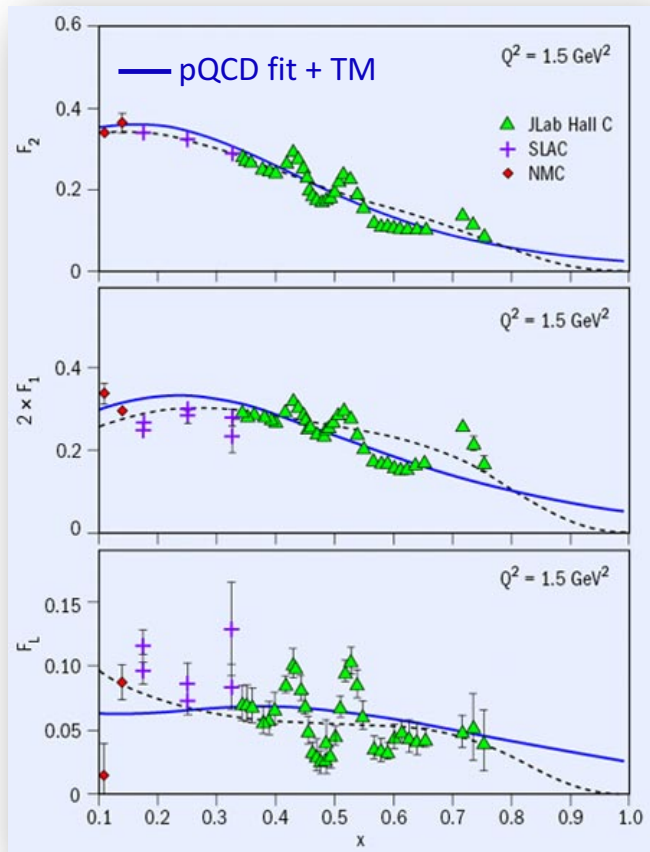 0.6
pQCD fit + TM
Q² = 1.5 GeV²
0.4
JLab Hall C
SLAC
NMC
F₂
0.2
0
Q² = 1.5 GeV²
0.4
2 × F₁
0.2
0
Q² = 1.5 GeV²
0.15
F_L
0.10
0.05
0
0.1 0.2 0.3 0.4 0.5 0.6 0.7 0.8 0.9 1.0
x